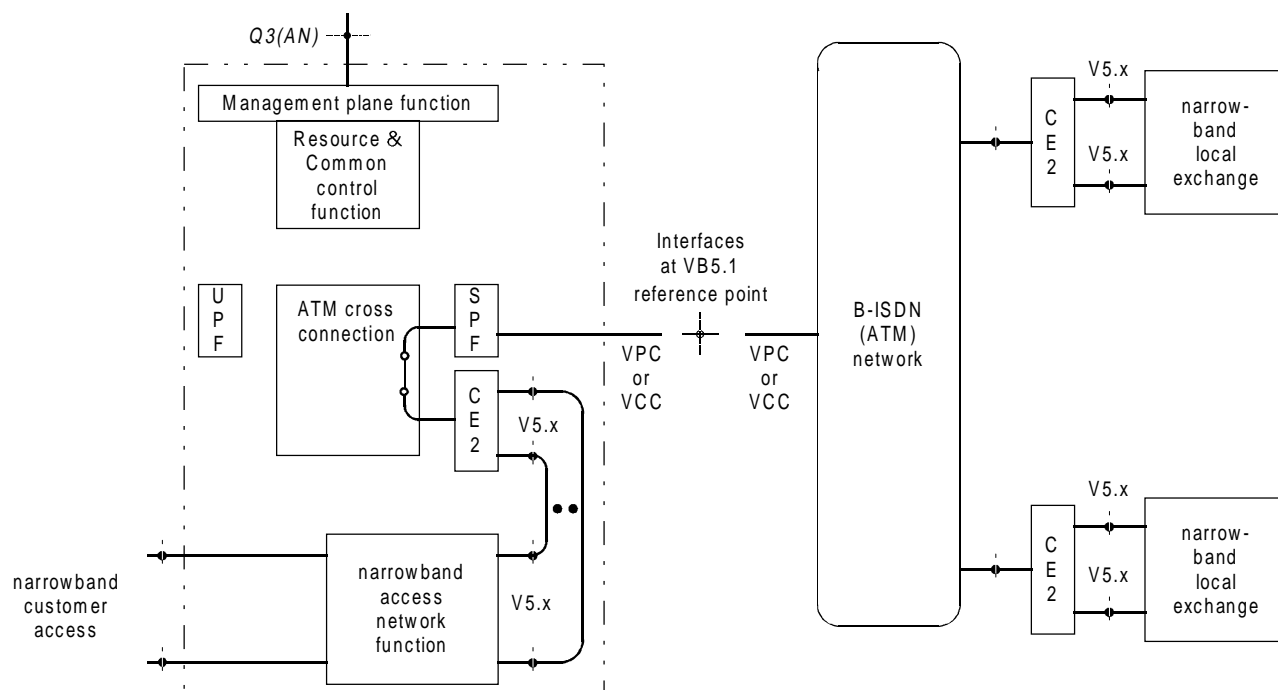 Q3(AN)
Management plane function
Resource &
Common
control
function
U
P
F
ATM cross
connection
S
P
F
C
E
2
V5.x
narrowband
customer
access
narrowband
access
network
function
V5.x
Interfaces
at VB5.1
reference point
VPC
or
VCC
VPC
or
VCC
B-ISDN
(ATM)
network
C
E
2
V5.x
V5.x
narrow-
band
local
exchange
C
E
2
V5.x
V5.x
narrow-
band
local
exchange